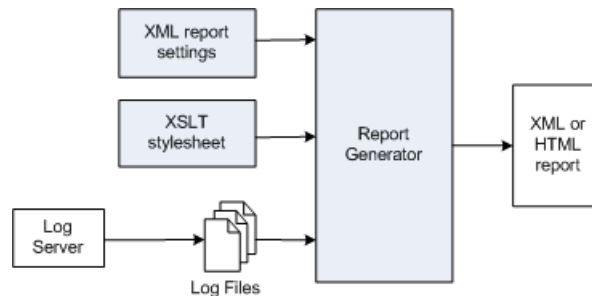 XML report
settings
XSLT
stylesheet
Report
Generator
XML or
HTML
report
Log
Server
Log Files